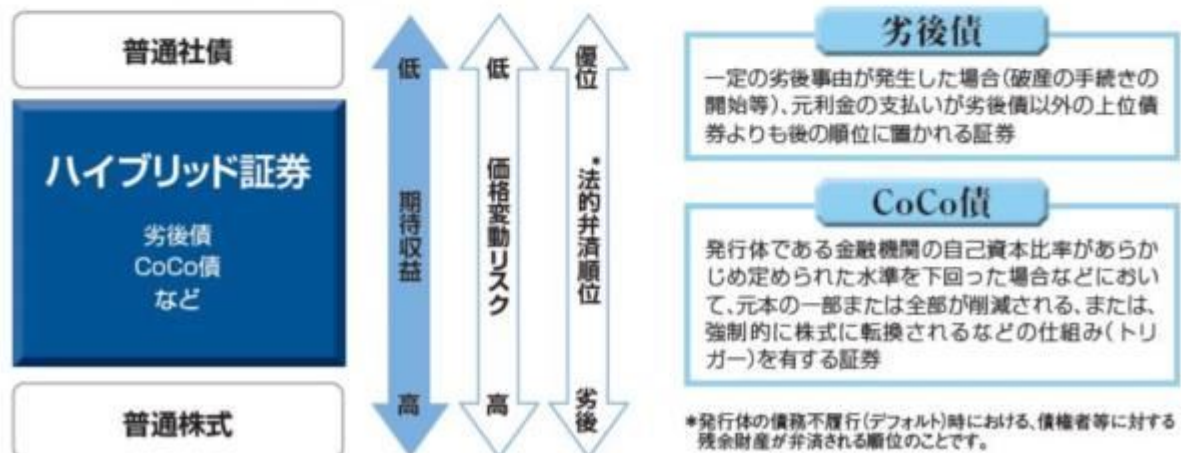 普通社債
ハイブリッド証券
劣後債
CoCo債
など
普通株式
低
期待収益
高
低
価格変動リスク
高
優位
*法的弁済順位
劣後
劣後債
一定の劣後事由が発生した場合(破産の手続きの
開始等)、元利金の支払いが劣後債以外の上位債
券よりも後の順位に置かれる証券
CoCo債
発行体である金融機関の自己資本比率があらか
じめ定められた水準を下回った場合などにおい
て、元本の一部または全部が削減される、または、
強制的に株式に転換されるなどの仕組み(トリ
ガー)を有する証券
*発行体の債務不履行(デフォルト)時における、債権者等に対する
残余財産が弁済される順位のことです。